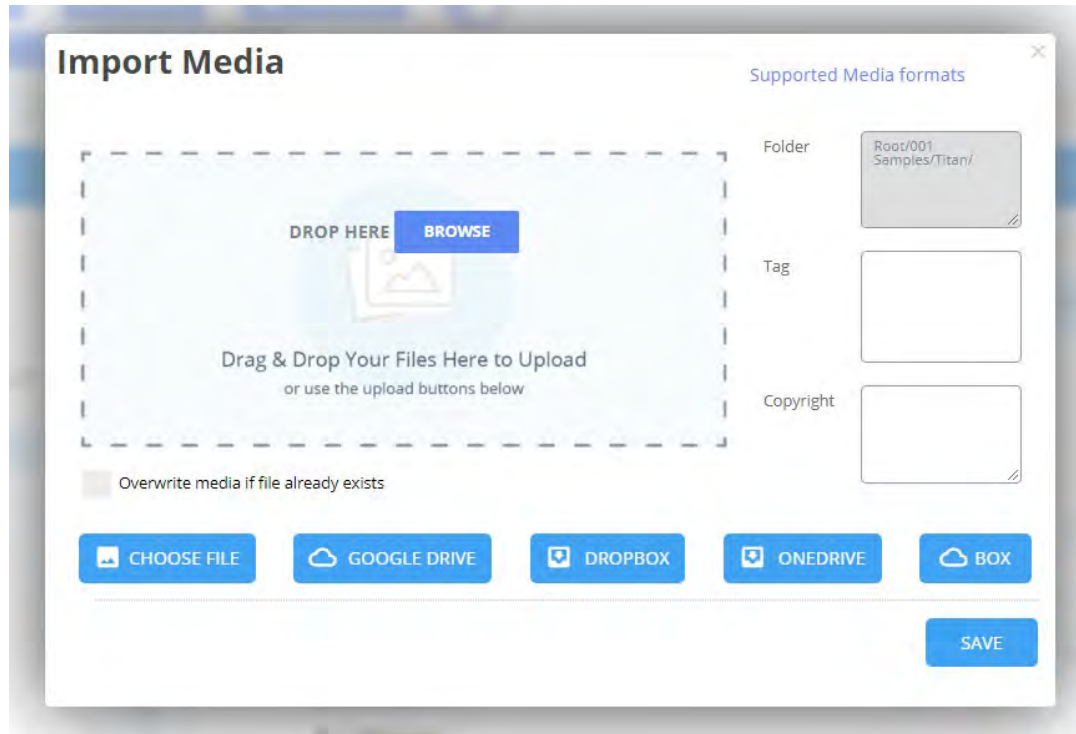 Import Media
×
Supported Media formats
DROP HERE BROWSE
Drag & Drop Your Files Here to Upload
or use the upload buttons below
Overwrite media if file already exists
Folder
Root/001
Samples/Titan/
Tag
Copyright
CHOOSE FILE
GOOGLE DRIVE
DROPBOX
ONEDRIVE
BOX
SAVE